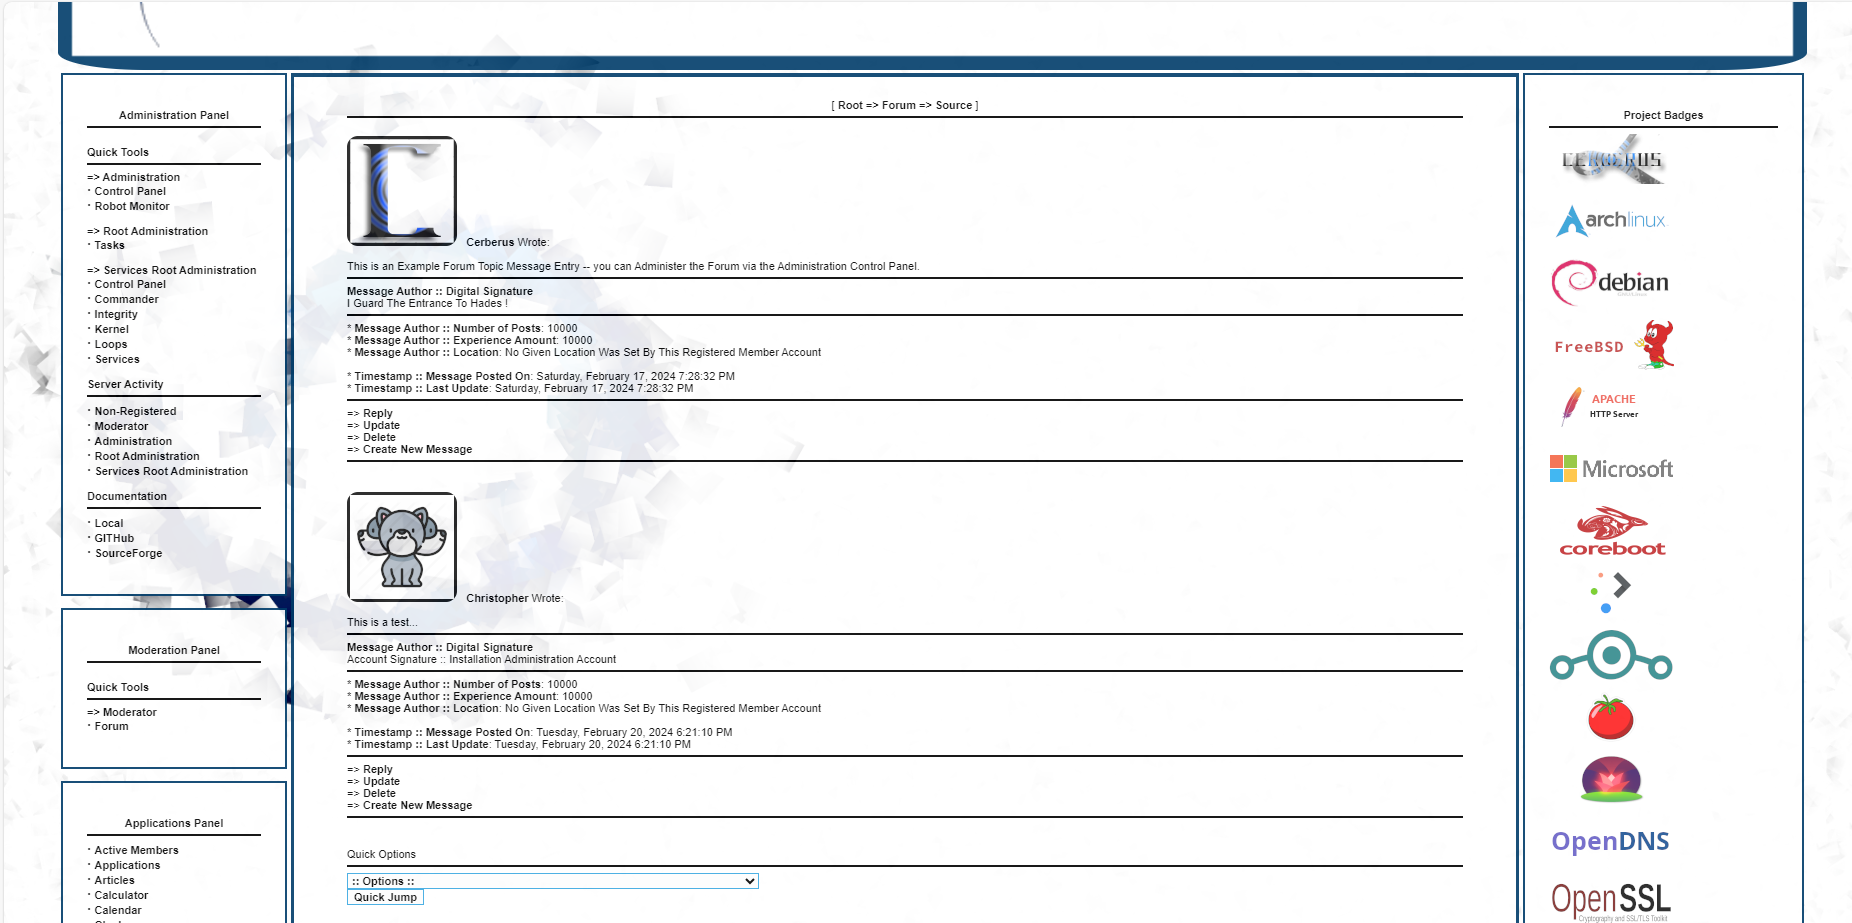 Administration Panel
Quick Tools
=> Administration
· Control Panel
· Robot Monitor
=> Root Administration
· Tasks
=> Services Root Administration
· Control Panel
· Commander
· Integrity
· Kernel
· Loops
· Services
Server Activity
· Non-Registered
· Moderator
· Administration
· Root Administration
· Services Root Administration
Documentation
· Local
· GITHub
· SourceForge
Moderation Panel
Quick Tools
=> Moderator
· Forum
Applications Panel
· Active Members
· Applications
· Articles
· Calculator
· Calendar
[ Root => Forum => Source ]
Cerberus Wrote:
This is an Example Forum Topic Message Entry -- you can Administer the Forum via the Administration Control Panel.
Message Author :: Digital Signature
I Guard The Entrance To Hades !
* Message Author :: Number of Posts: 10000
* Message Author :: Experience Amount: 10000
* Message Author :: Location: No Given Location Was Set By This Registered Member Account
* Timestamp :: Message Posted On: Saturday, February 17, 2024 7:28:32 PM
* Timestamp :: Last Update: Saturday, February 17, 2024 7:28:32 PM
=> Reply
=> Update
=> Delete
=> Create New Message
Christopher Wrote:
This is a test...
Message Author :: Digital Signature
Account Signature :: Installation Administration Account
* Message Author :: Number of Posts: 10000
* Message Author :: Experience Amount: 10000
* Message Author :: Location: No Given Location Was Set By This Registered Member Account
* Timestamp :: Message Posted On: Tuesday, February 20, 2024 6:21:10 PM
* Timestamp :: Last Update: Tuesday, February 20, 2024 6:21:10 PM
=> Reply
=> Update
=> Delete
=> Create New Message
Quick Options
:: Options ::
Quick Jump
Project Badges
CERBERUS
archlinux
debian
FreeBSD
APACHE
HTTP Server
Microsoft
coreboot
OpenDNS
OpenSSL
Cryptography and SSL/TLS Toolkit